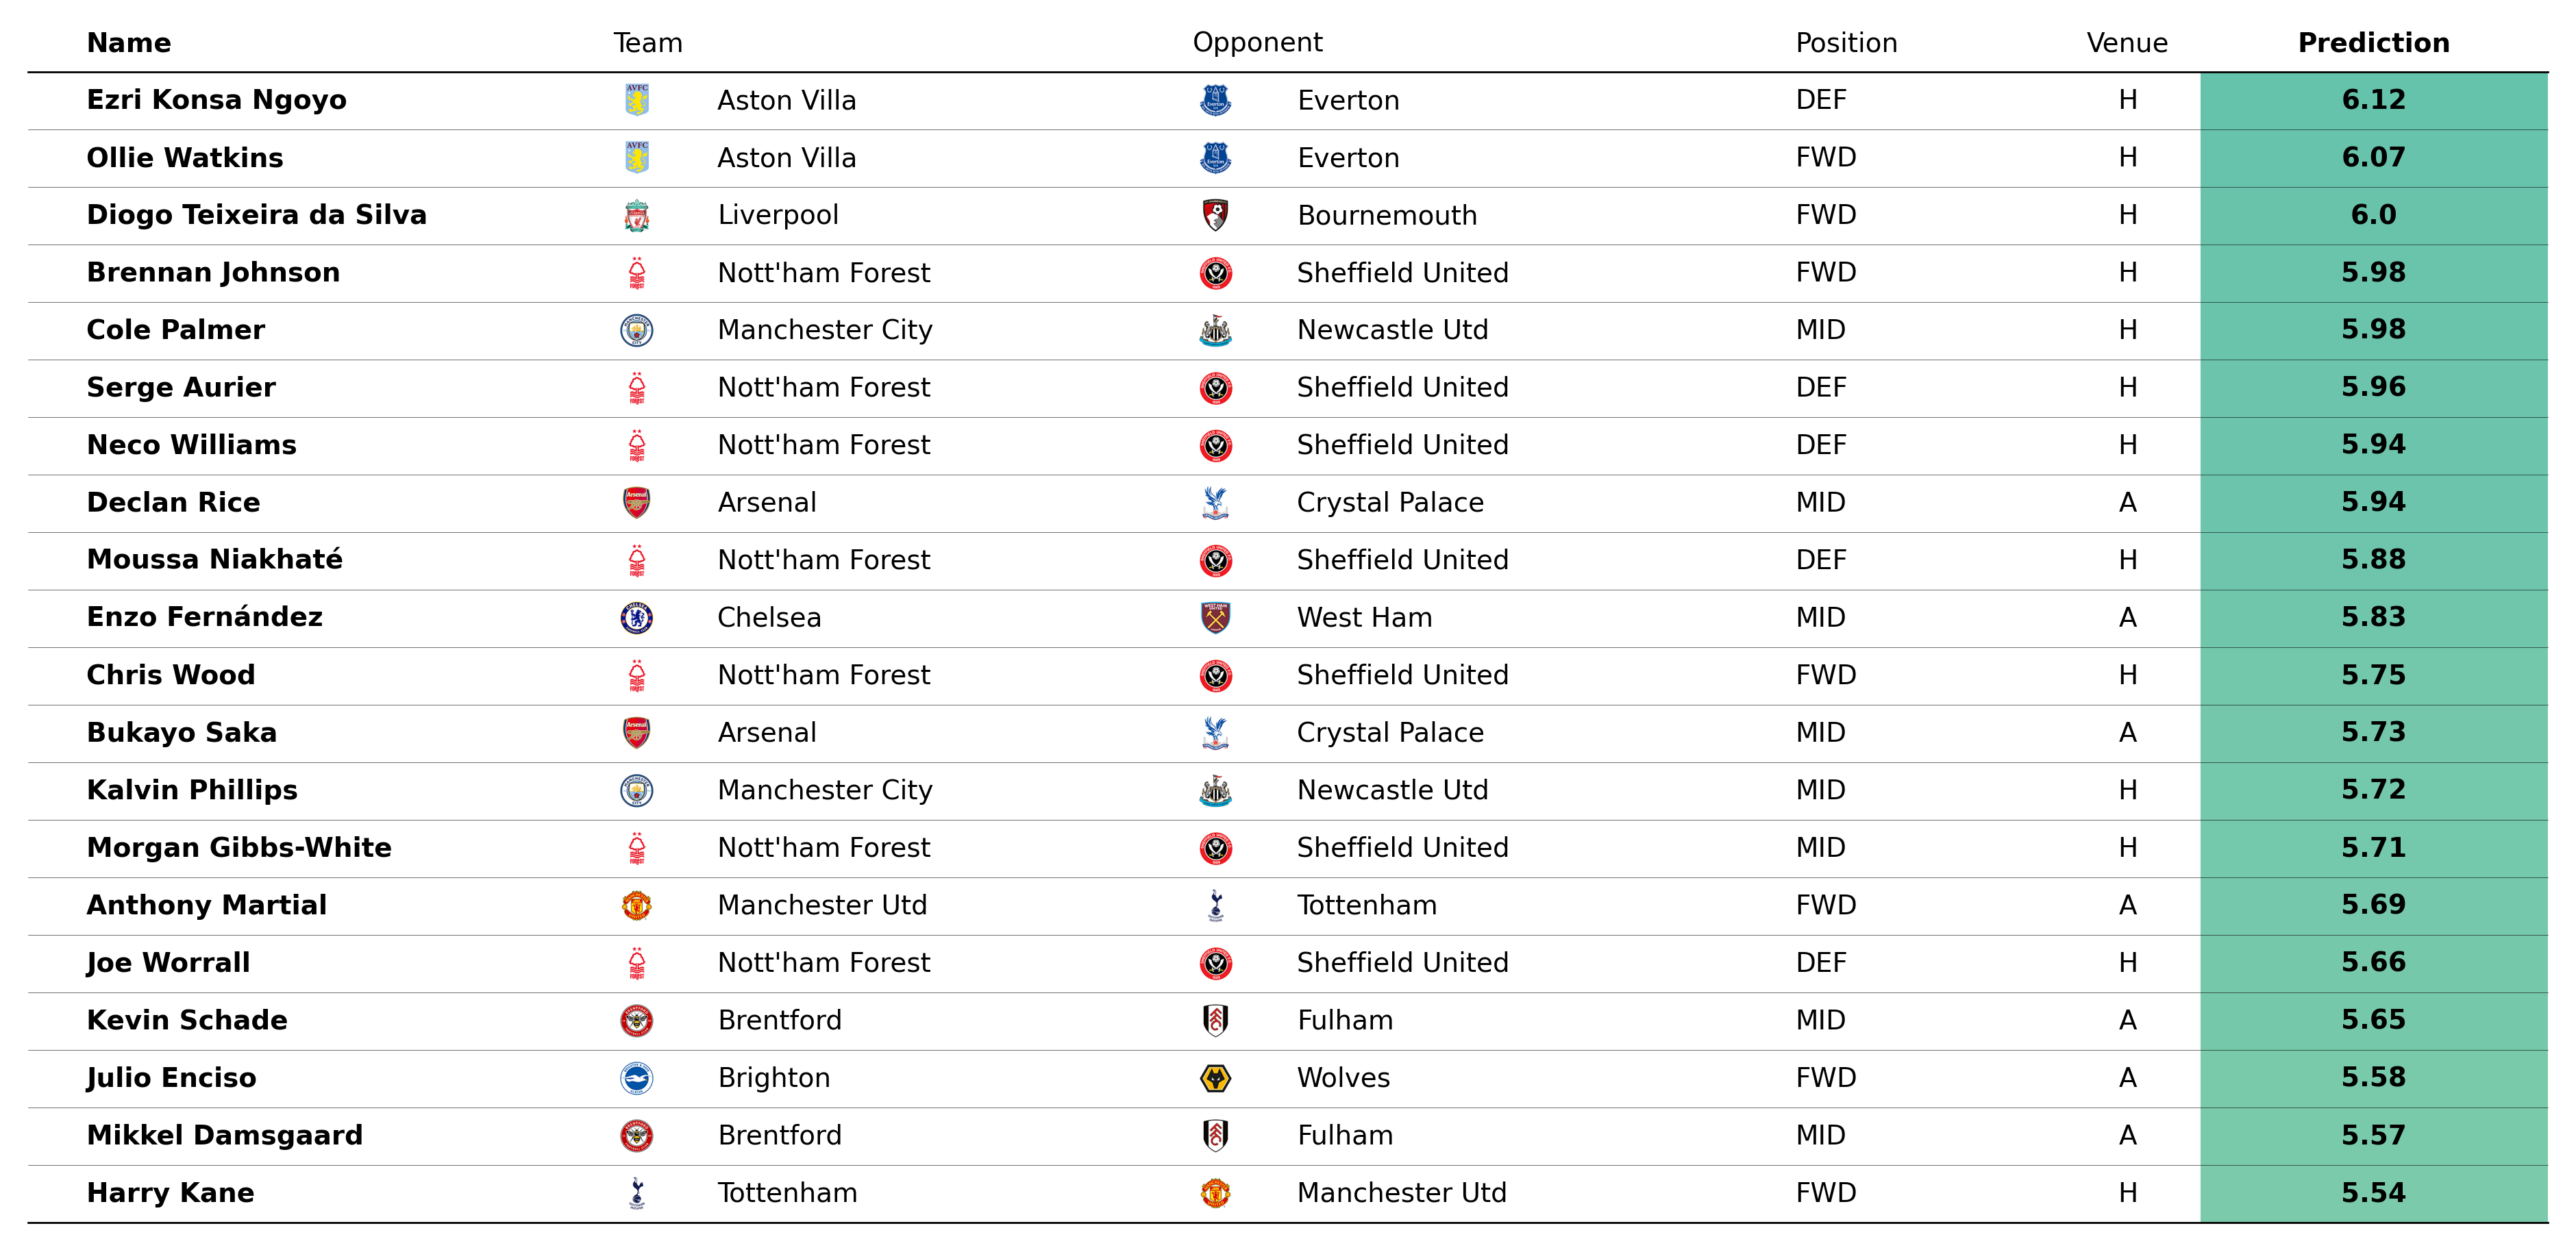 Name Team Opponent Position Venue Prediction
Ezri Konsa Ngoyo Aston Villa Everton DEF H 6.12
Ollie Watkins Aston Villa Everton FWD H 6.07
Diogo Teixeira da Silva Liverpool Bournemouth FWD H 6.0
Brennan Johnson Nott'ham Forest Sheffield United FWD H 5.98
Cole Palmer Manchester City Newcastle Utd MID H 5.98
Serge Aurier Nott'ham Forest Sheffield United DEF H 5.96
Neco Williams Nott'ham Forest Sheffield United DEF H 5.94
Declan Rice Arsenal Crystal Palace MID A 5.94
Moussa Niakhaté Nott'ham Forest Sheffield United DEF H 5.88
Enzo Fernández Chelsea West Ham MID A 5.83
Chris Wood Nott'ham Forest Sheffield United FWD H 5.75
Bukayo Saka Arsenal Crystal Palace MID A 5.73
Kalvin Phillips Manchester City Newcastle Utd MID H 5.72
Morgan Gibbs-White Nott'ham Forest Sheffield United MID H 5.71
Anthony Martial Manchester Utd Tottenham FWD A 5.69
Joe Worrall Nott'ham Forest Sheffield United DEF H 5.66
Kevin Schade Brentford Fulham MID A 5.65
Julio Enciso Brighton Wolves FWD A 5.58
Mikkel Damsgaard Brentford Fulham MID A 5.57
Harry Kane Tottenham Manchester Utd FWD H 5.54